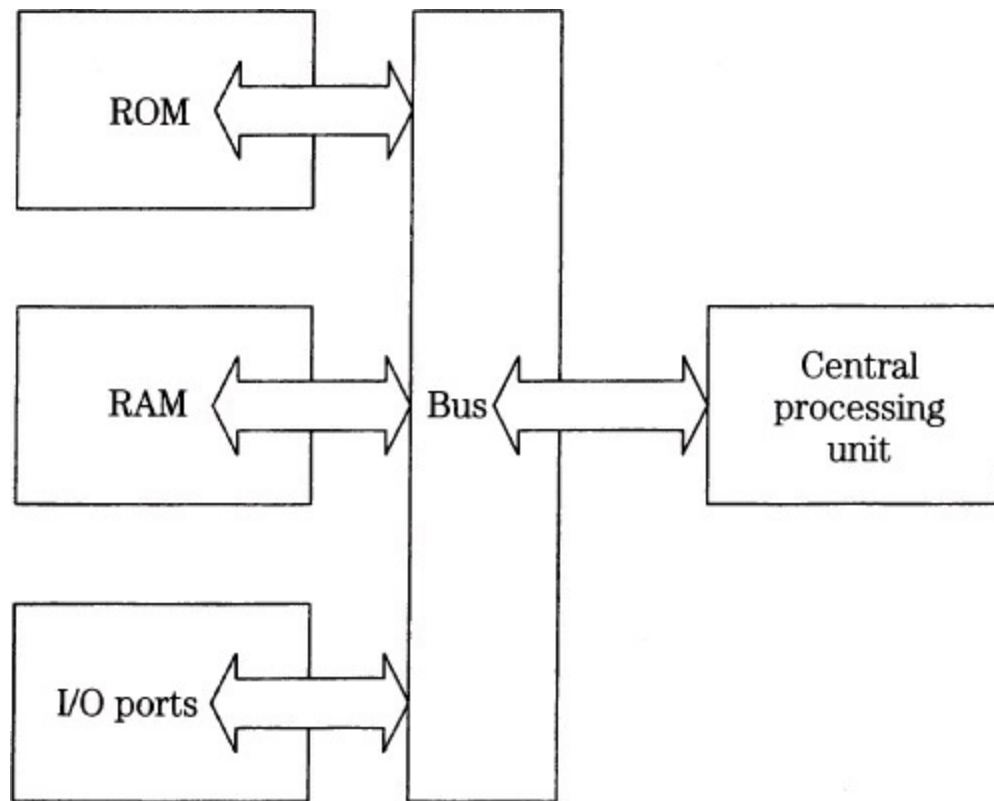 ROM
RAM
Bus
Central
processing
unit
I/O ports